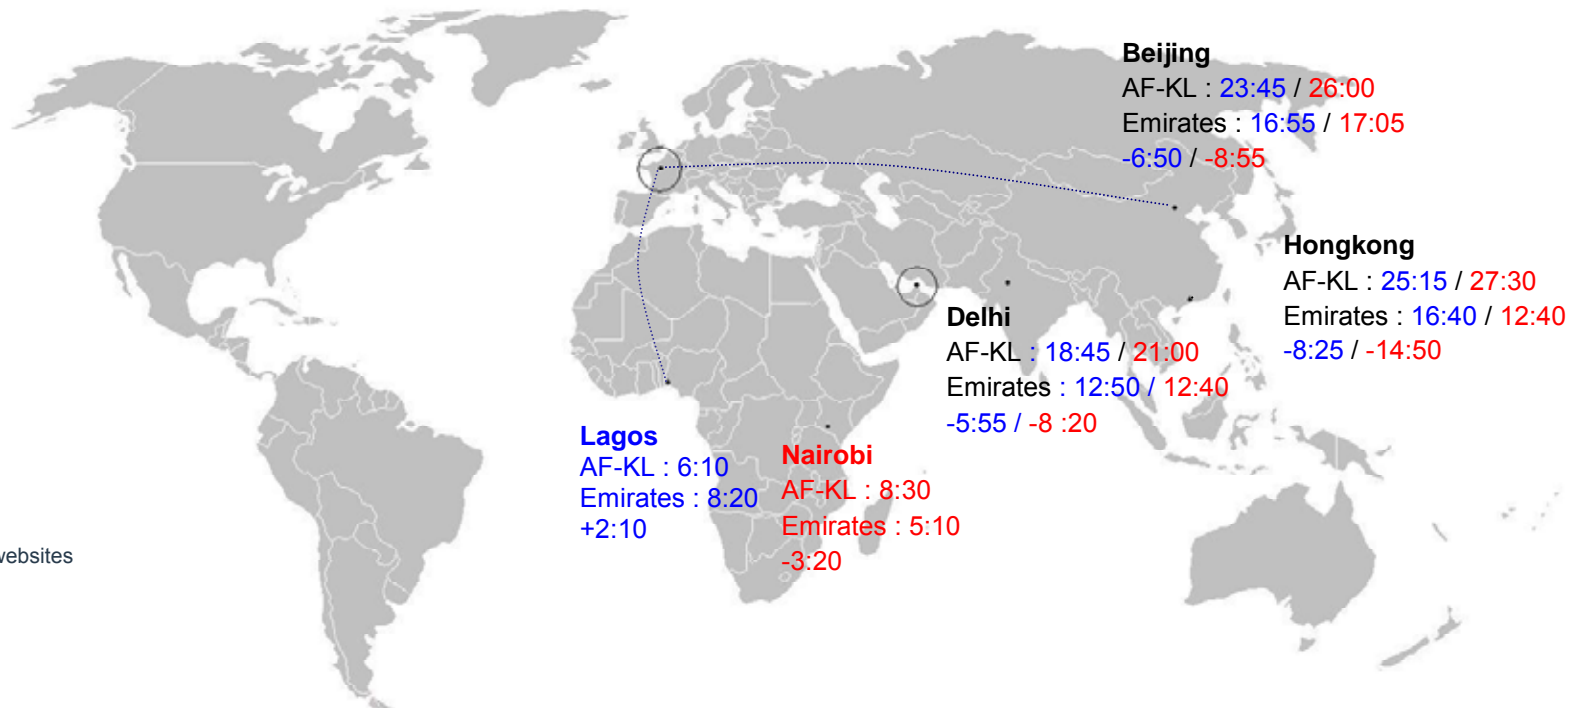 Beijing
AF-KL : 23:45 / 26:00
Emirates : 16:55 / 17:05
-6:50 / -8:55
Hongkong
AF-KL : 25:15 / 27:30
Emirates : 16:40 / 12:40
-8:25 / -14:50
Delhi
AF-KL : 18:45 / 21:00
Emirates : 12:50 / 12:40
-5:55 / -8 :20
Lagos
AF-KL : 6:10
Emirates : 8:20
+2:10
Nairobi
AF-KL : 8:30
Emirates : 5:10
-3:20
websites